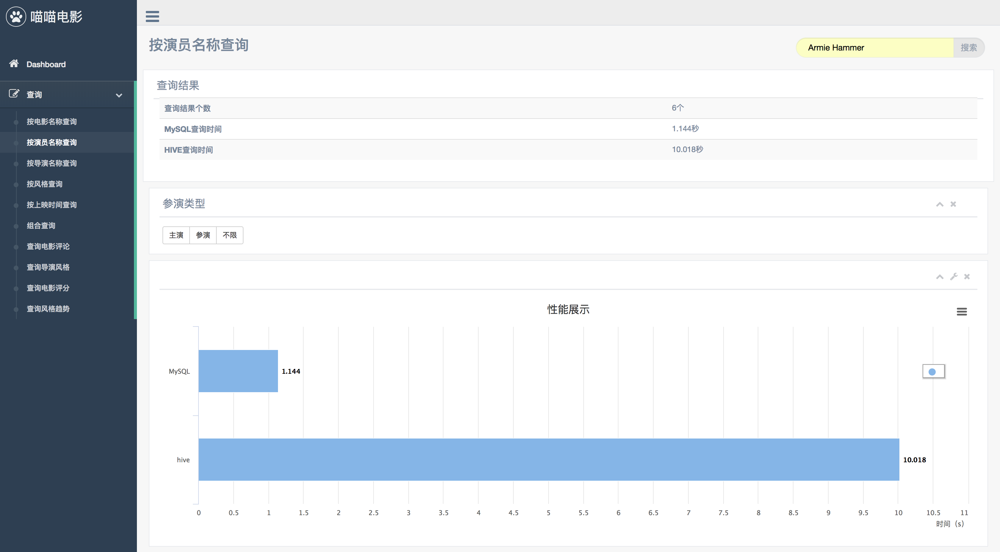 喵喵电影
Dashboard
查询
按电影名称查询
按演员名称查询
按导演名称查询
按风格查询
按上映时间查询
组合查询
查询电影评论
查询导演风格
查询电影评分
查询风格趋势
按演员名称查询
Armie Hammer 搜索
查询结果
查询结果个数 6个
MySQL查询时间 1.144秒
HIVE查询时间 10.018秒
参演类型
主演 参演 不限
性能展示
MySQL 1.144
hive 10.018
0 0.5 1 1.5 2 2.5 3 3.5 4 4.5 5 5.5 6 6.5 7 7.5 8 8.5 9 9.5 10 10.5 11
时间（s）